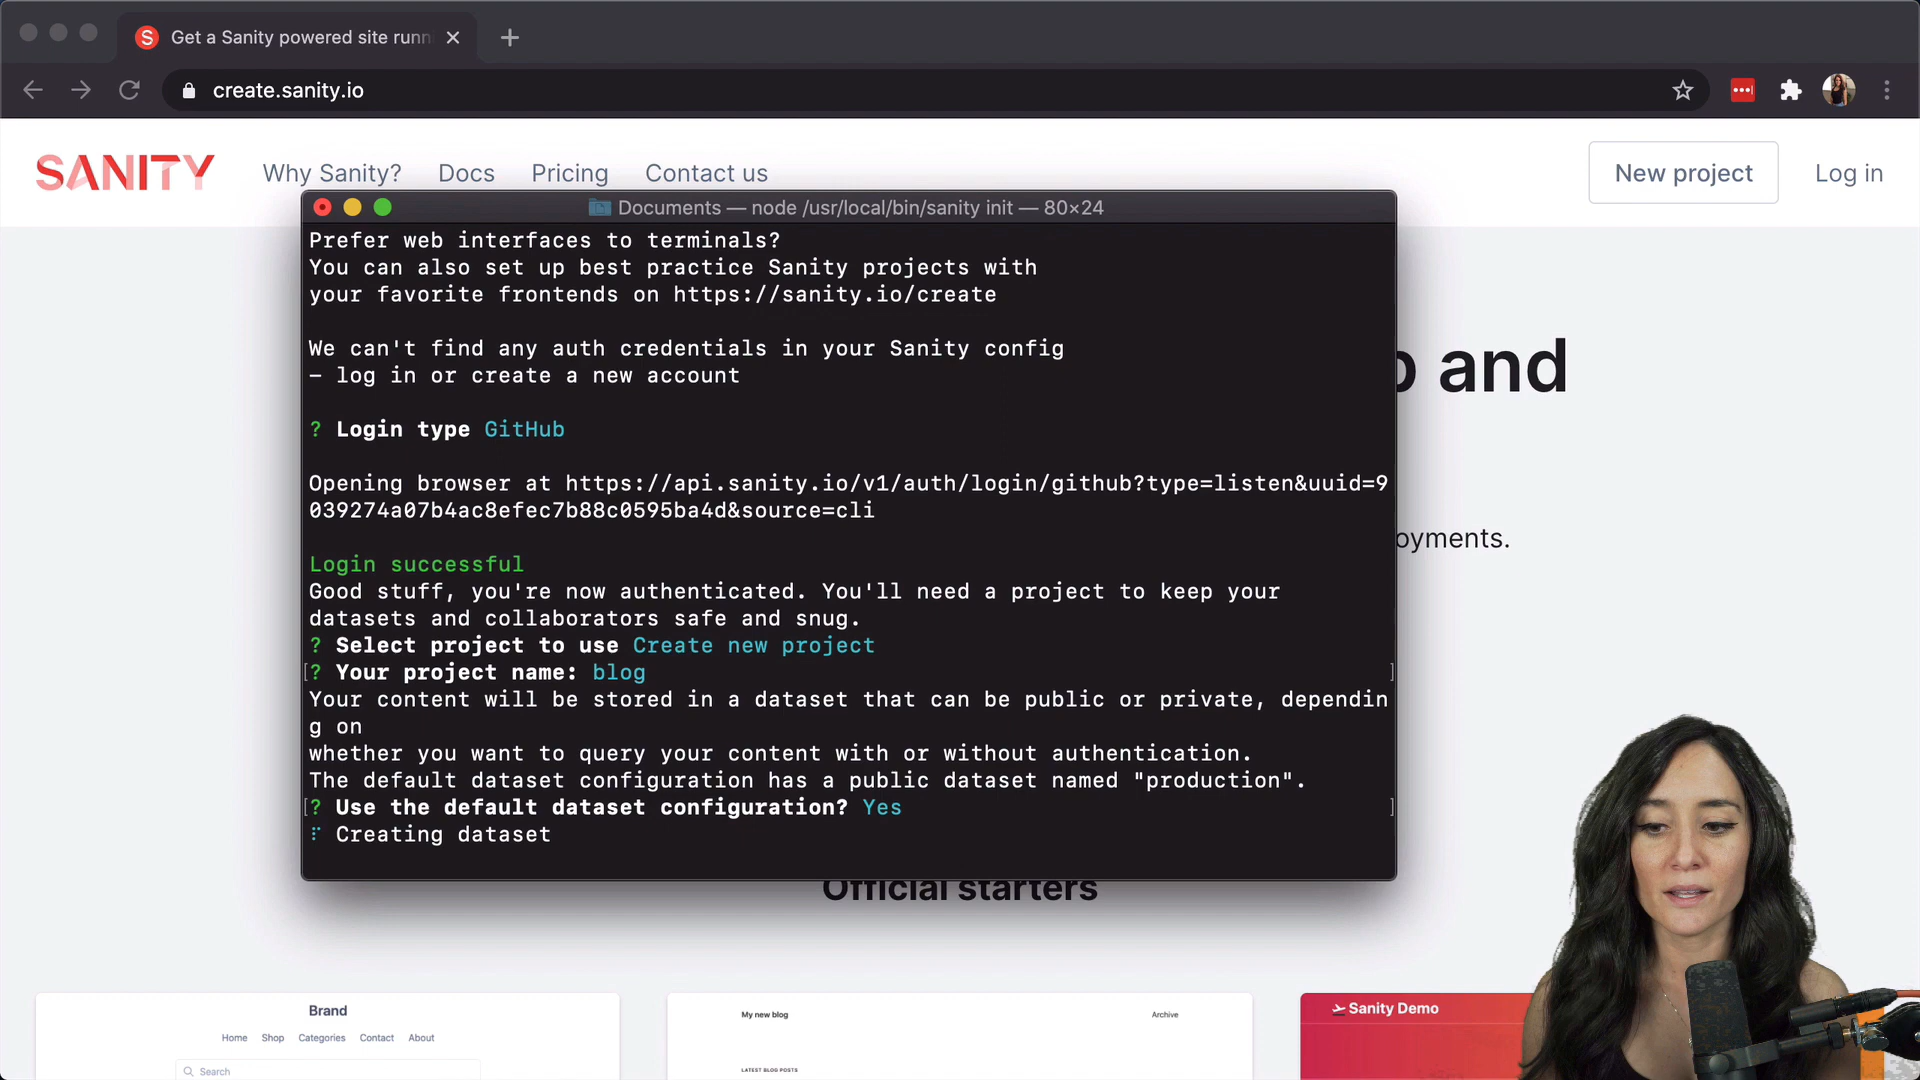 Get a Sanity powered site runn
create.sanity.io
SANITY
Why Sanity?
Docs
Pricing
Contact us
New project
Log in
Documents — node /usr/local/bin/sanity init — 80×24
Prefer web interfaces to terminals?
You can also set up best practice Sanity projects with
your favorite frontends on https://sanity.io/create
We can't find any auth credentials in your Sanity config
– log in or create a new account
? Login type GitHub
Opening browser at https://api.sanity.io/v1/auth/login/github?type=listen&uuid=9
039274a07b4ac8efec7b88c0595ba4d&source=cli
Login successful
Good stuff, you're now authenticated. You'll need a project to keep your
datasets and collaborators safe and snug.
? Select project to use Create new project
[? Your project name: blog ]
Your content will be stored in a dataset that can be public or private, dependin
g on
whether you want to query your content with or without authentication.
The default dataset configuration has a public dataset named "production".
[? Use the default dataset configuration? Yes ]
⠏ Creating dataset
p and
oyments.
Official starters
Brand
Home Shop Categories Contact About
Search
My new blog
Archive
LATEST BLOG POSTS
Sanity Demo